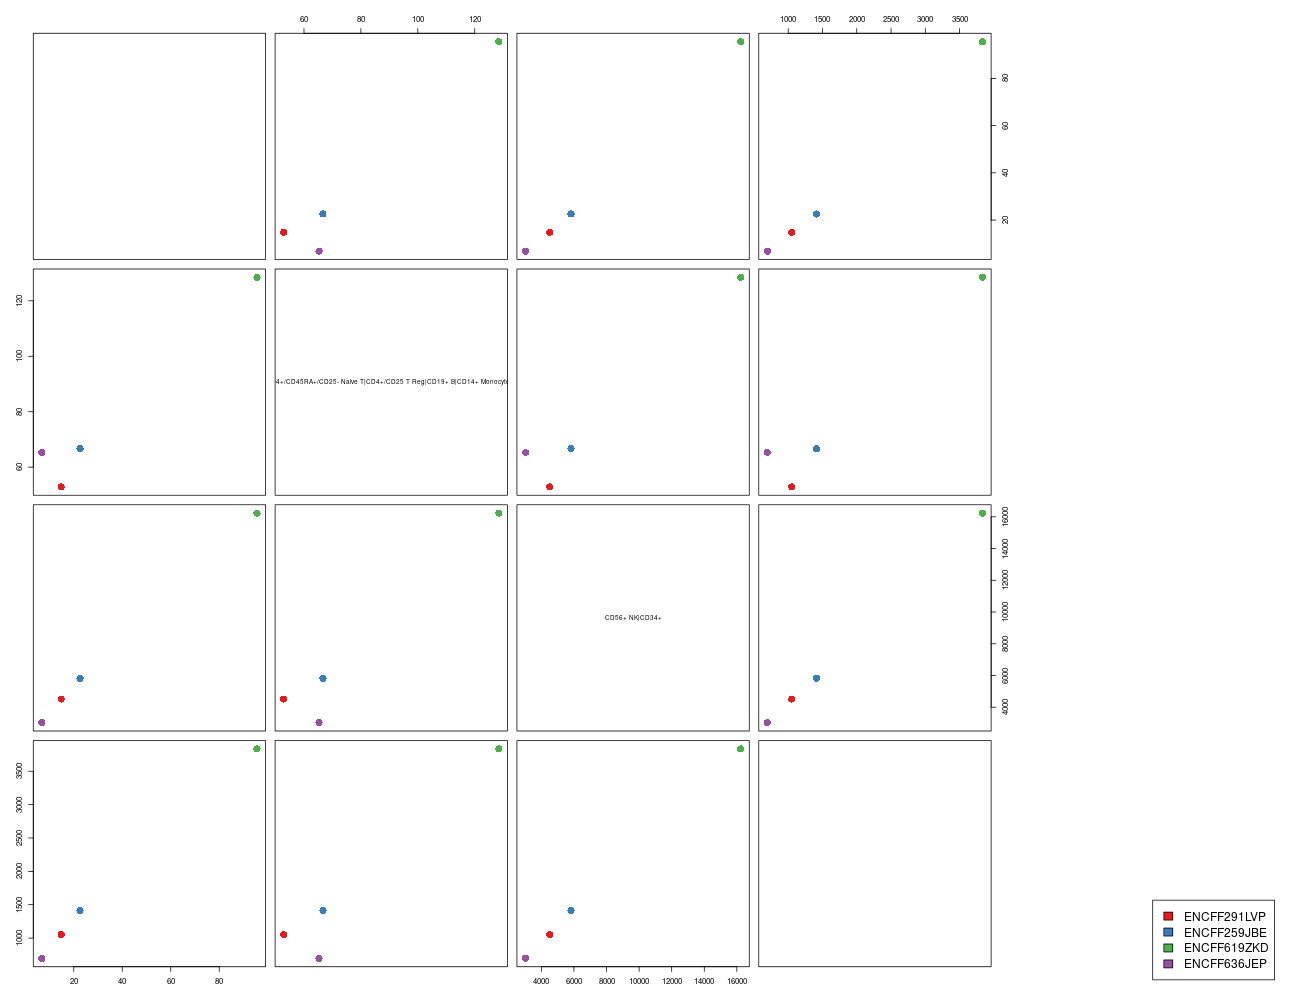 60 80 100 120
1000 1500 2000 2500 3000 3500
20 40 60 80
60 80 100 120
4+/CD45RA+/CD25- Naive T|CD4+/CD25 T Reg|CD19+ B|CD14+ Monocyte
4000 6000 8000 10000 12000 14000 16000
CD56+ NK|CD34+
1000 1500 2000 2500 3000 3500
20 40 60 80
4000 6000 8000 10000 12000 14000 16000
ENCFF291LVP
ENCFF259JBE
ENCFF619ZKD
ENCFF636JEP